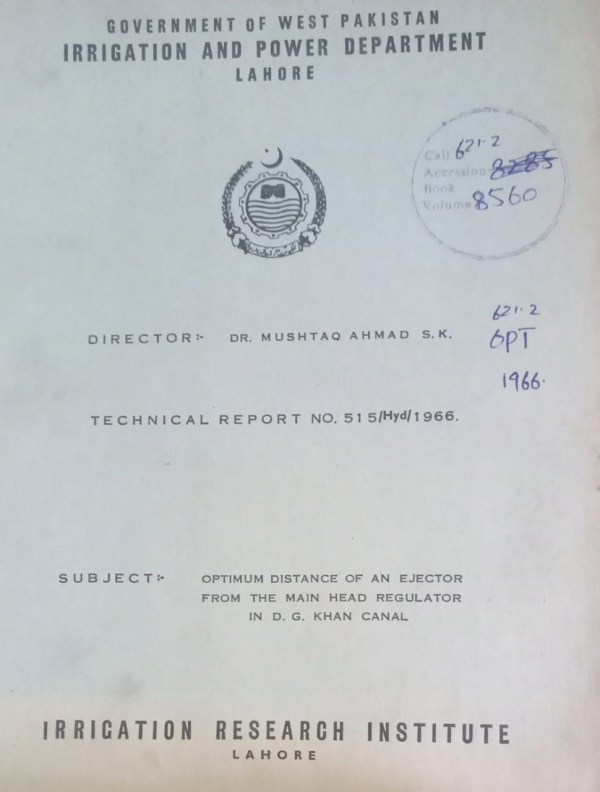 GOVERNMENT OF WEST PAKISTAN
IRRIGATION AND POWER DEPARTMENT
LAHORE
Call 621.2
Accession 8285
Book
Volume 8560
621.2
DIRECTOR:- DR. MUSHTAQ AHMAD S.K.
OPT
1966.
TECHNICAL REPORT NO. 515/Hyd/1966.
SUBJECT:- OPTIMUM DISTANCE OF AN EJECTOR
FROM THE MAIN HEAD REGULATOR
IN D. G. KHAN CANAL
IRRIGATION RESEARCH INSTITUTE
LAHORE